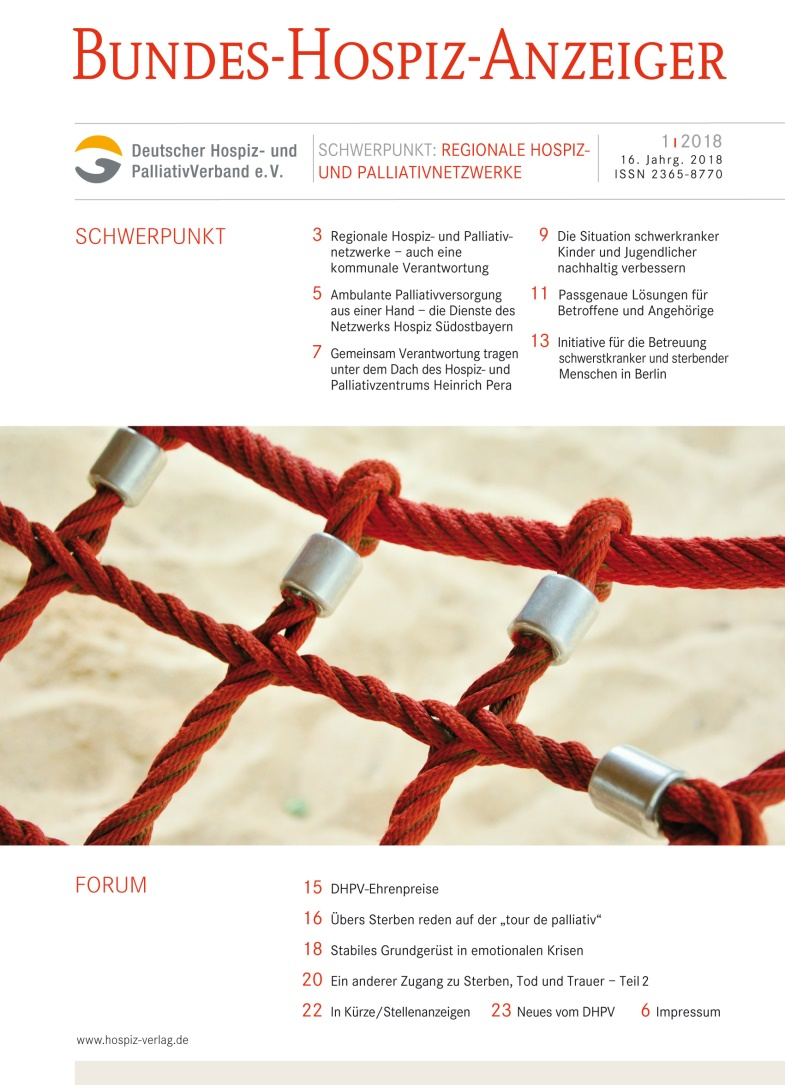 BUNDES-HOSPIZ-ANZEIGER
Deutscher Hospiz- und
PalliativVerband e.V.
SCHWERPUNKT: REGIONALE HOSPIZ-
UND PALLIATIVNETZWERKE
1 | 2018
16. Jahrg. 2018
ISSN 2365-8770
SCHWERPUNKT
3 Regionale Hospiz- und Palliativ-
netzwerke – auch eine
kommunale Verantwortung
5 Ambulante Palliativversorgung
aus einer Hand – die Dienste des
Netzwerks Hospiz Südostbayern
7 Gemeinsam Verantwortung tragen
unter dem Dach des Hospiz- und
Palliativzentrums Heinrich Pera
9 Die Situation schwerkranker
Kinder und Jugendlicher
nachhaltig verbessern
11 Passgenaue Lösungen für
Betroffene und Angehörige
13 Initiative für die Betreuung
schwerstkranker und sterbender
Menschen in Berlin
FORUM
15 DHPV-Ehrenpreise
16 Übers Sterben reden auf der „tour de palliativ“
18 Stabiles Grundgerüst in emotionalen Krisen
20 Ein anderer Zugang zu Sterben, Tod und Trauer – Teil 2
22 In Kürze/Stellenanzeigen 23 Neues vom DHPV 6 Impressum
www.hospiz-verlag.de